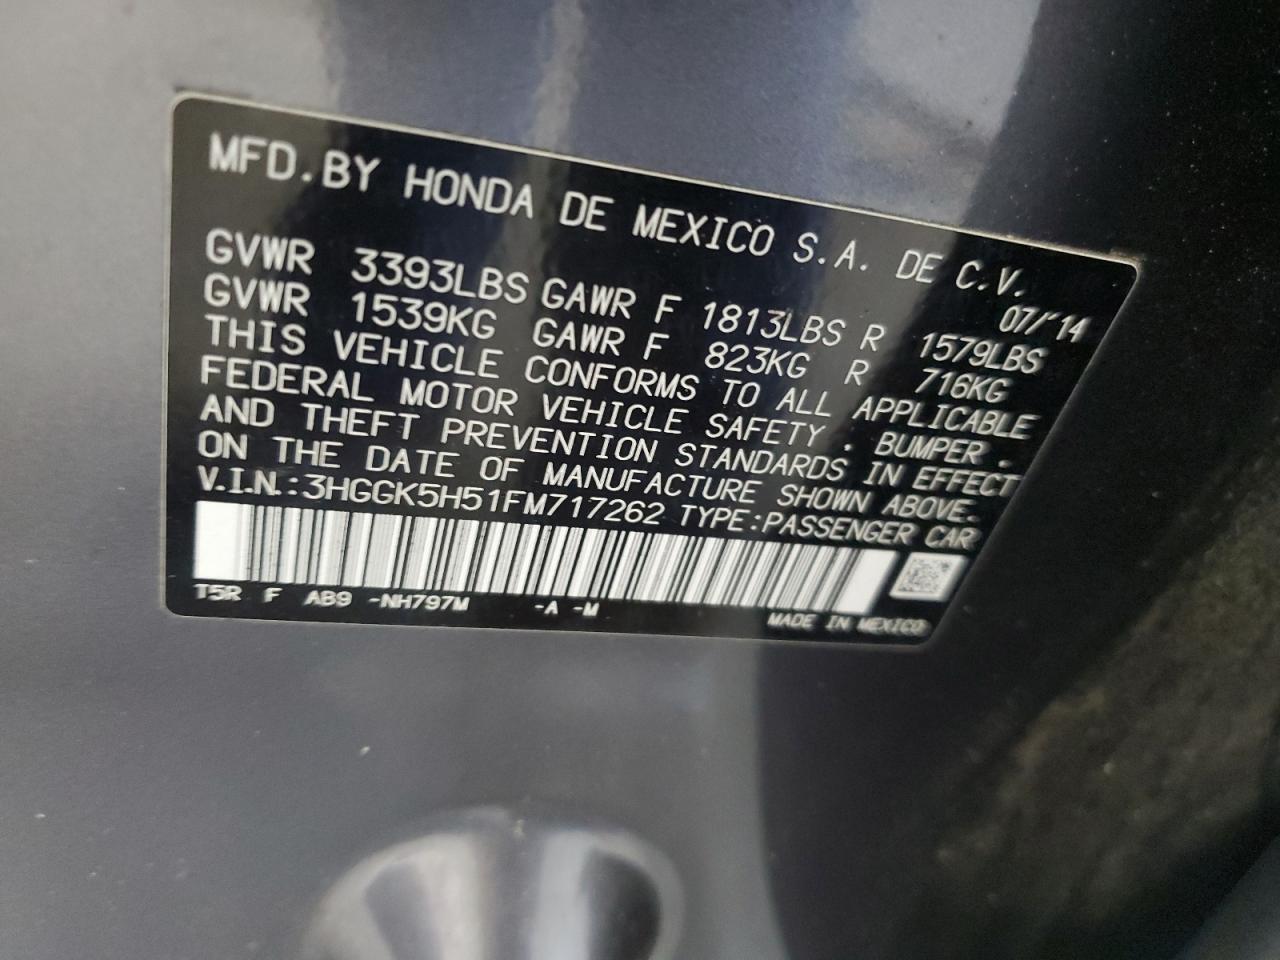 MFD.BY HONDA DE MEXICO S.A. DE C.V.
07/'14
GVWR 3393LBS GAWR F 1813LBS R 1579LBS
GVWR 1539KG GAWR F 823KG R 716KG
THIS VEHICLE CONFORMS TO ALL APPLICABLE
FEDERAL MOTOR VEHICLE SAFETY , BUMPER ,
AND THEFT PREVENTION STANDARDS IN EFFECT
ON THE DATE OF MANUFACTURE SHOWN ABOVE.
V.I.N.:3HGGK5H51FM717262 TYPE:PASSENGER CAR
T5R F AB9 -NH797M -A -M
MADE IN MEXICO